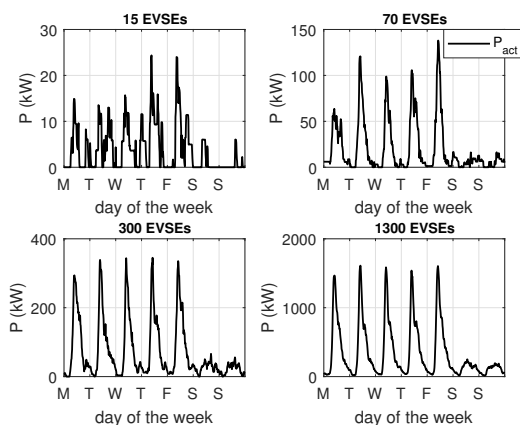 15 EVSEs
70 EVSEs
30
20
10
0
P (kW)
M T W T F S S
day of the week
150
100
50
0
P (kW)
P_act
M T W T F S S
day of the week
300 EVSEs
1300 EVSEs
400
200
0
P (kW)
M T W T F S S
day of the week
2000
1000
0
P (kW)
M T W T F S S
day of the week